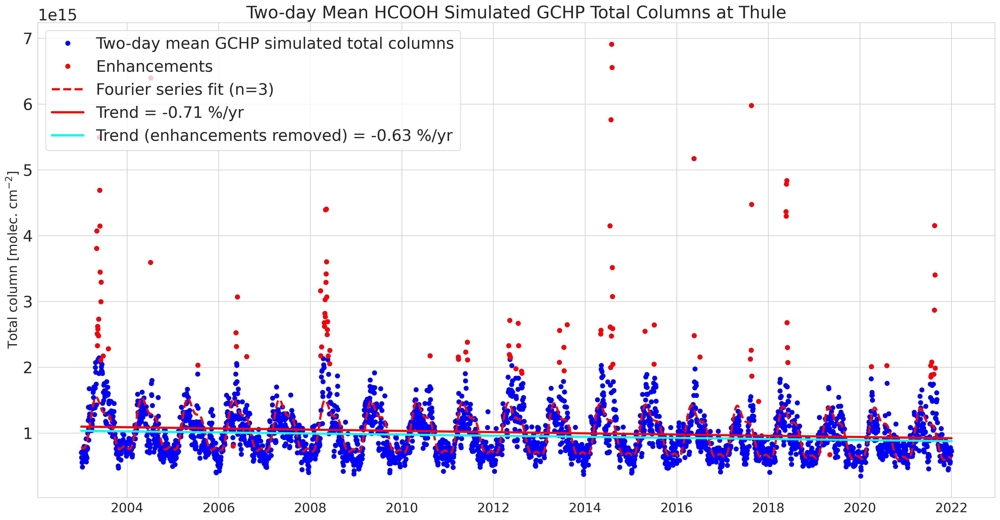 Two-day Mean HCOOH Simulated GCHP Total Columns at Thule
1e15
Two-day mean GCHP simulated total columns
Enhancements
Fourier series fit (n=3)
Trend = -0.71 %/yr
Trend (enhancements removed) = -0.63 %/yr
Total column [molec. cm⁻²]
7
6
5
4
3
2
1
2004 2006 2008 2010 2012 2014 2016 2018 2020 2022